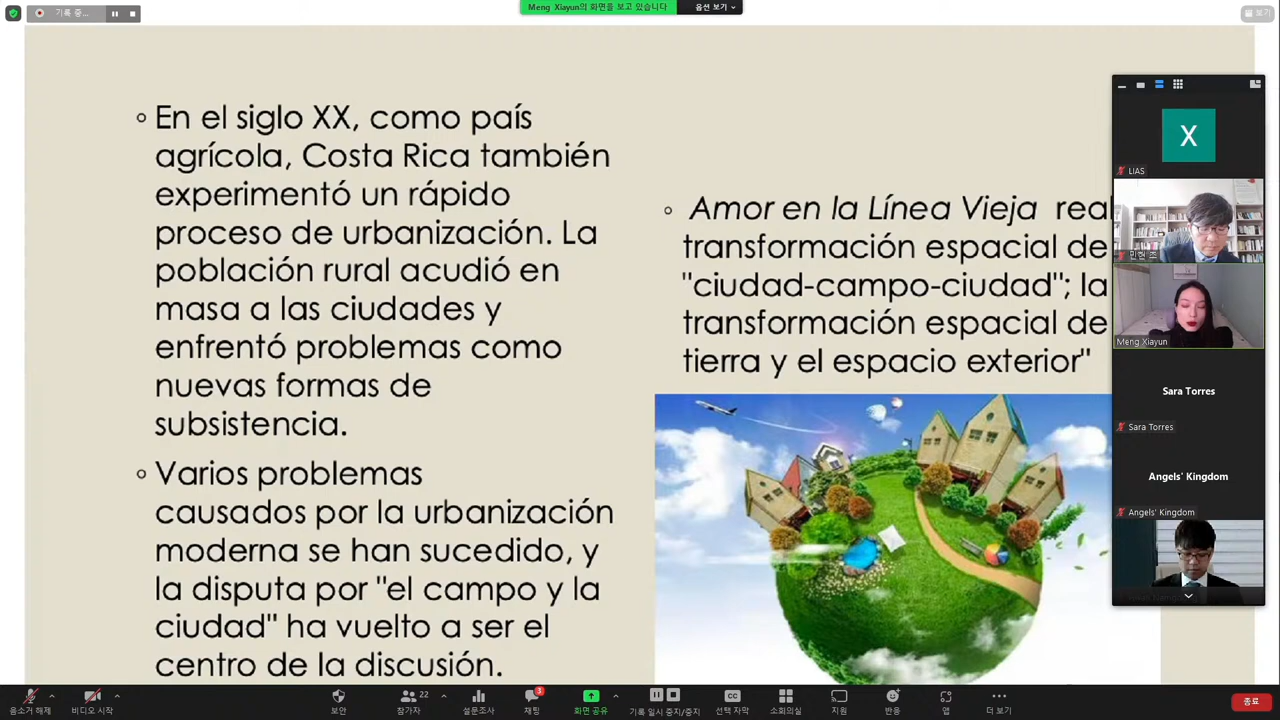 기록 중...
Meng Xiayun의 화면을 보고 있습니다
옵션 보기
보기
En el siglo XX, como país
agrícola, Costa Rica también
experimentó un rápido
proceso de urbanización. La
población rural acudió en
masa a las ciudades y
enfrentó problemas como
nuevas formas de
subsistencia.
Varios problemas
causados por la urbanización
moderna se han sucedido, y
la disputa por "el campo y la
ciudad" ha vuelto a ser el
centro de la discusión.
Amor en la Línea Vieja real
transformación espacial de
"ciudad-campo-ciudad"; la
transformación espacial de
tierra y el espacio exterior"
X
LIAS
Meng Xiayun
Sara Torres
Sara Torres
Angels' Kingdom
Angels' Kingdom
음소거 해제
비디오 시작
보안
22
참가자
설문조사
3
채팅
화면 공유
기록 일시 중지/중지
CC
선택 자막
소회의실
지원
반응
앱
더 보기
종료